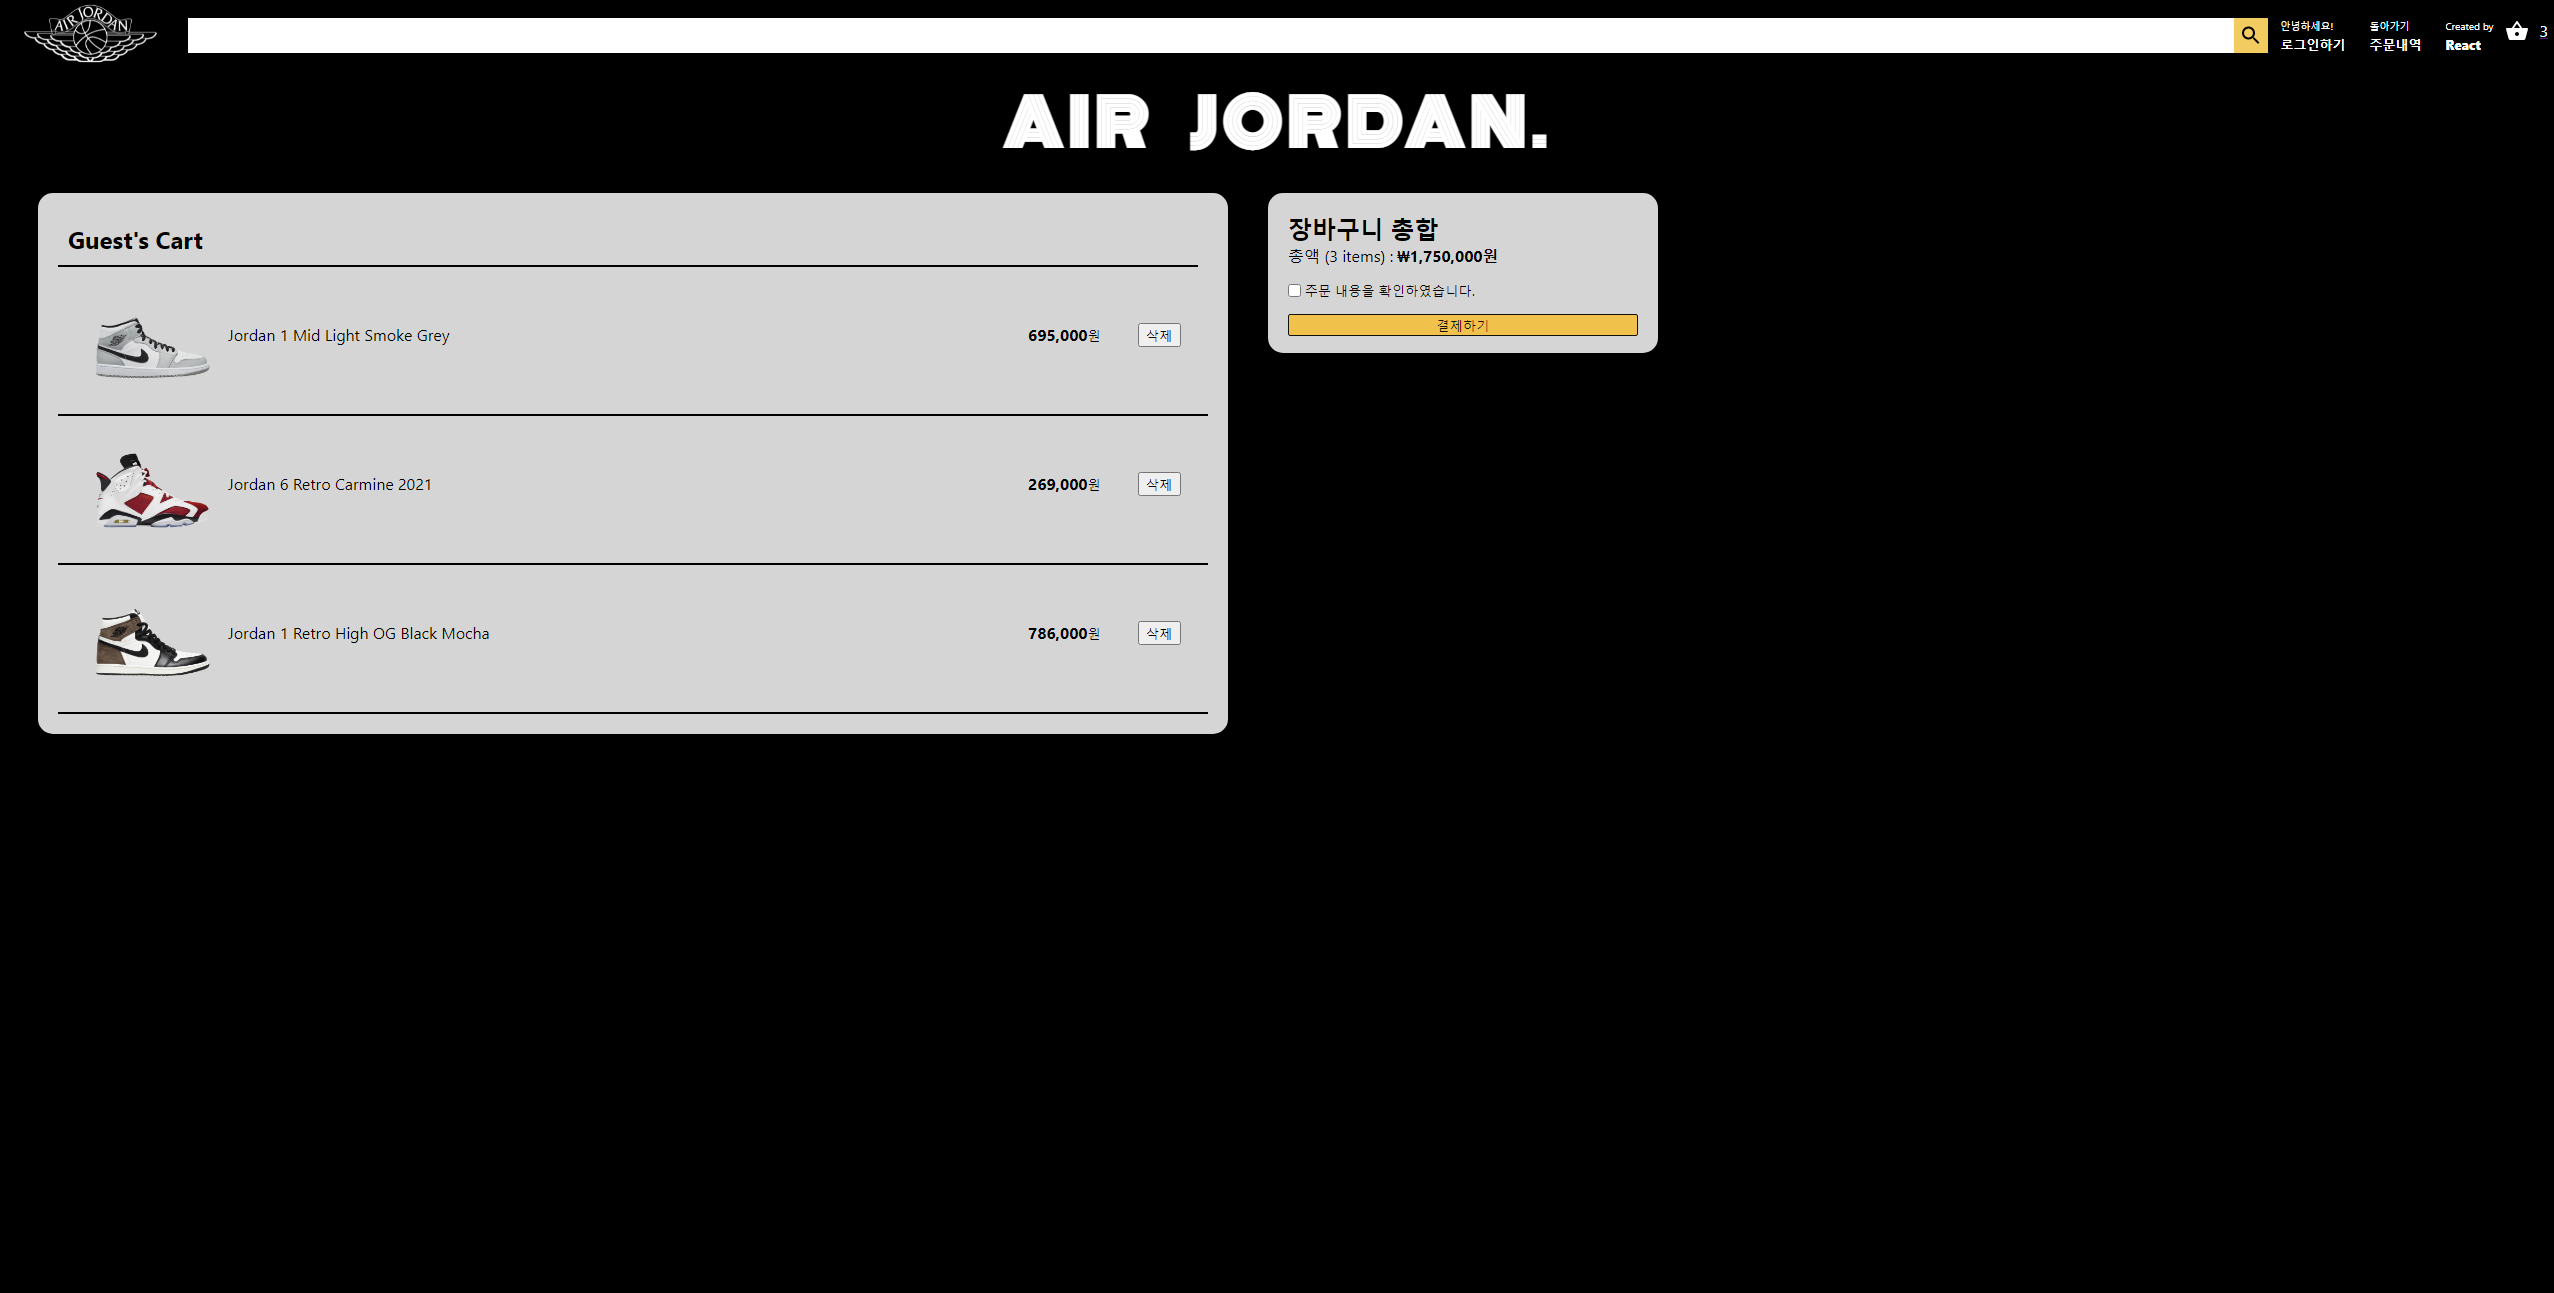 AIR JORDAN
안녕하세요!
로그인하기
돌아가기
주문내역
Created by
React
3
AIR JORDAN.
Guest's Cart
Jordan 1 Mid Light Smoke Grey 695,000원 삭제
Jordan 6 Retro Carmine 2021 269,000원 삭제
Jordan 1 Retro High OG Black Mocha 786,000원 삭제
장바구니 총합
총액 (3 items) : ₩1,750,000원
주문 내용을 확인하였습니다.
결제하기